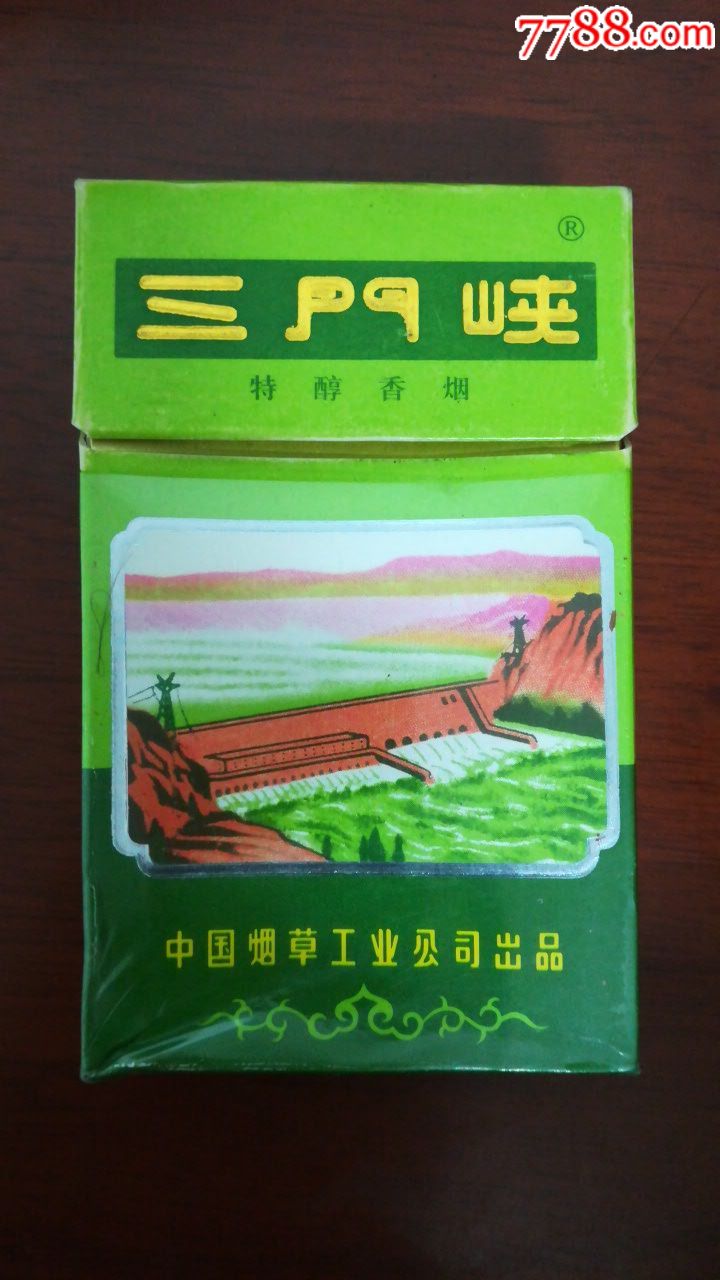 7788.com
®
三門峡
特醇香烟
中国烟草工业公司出品